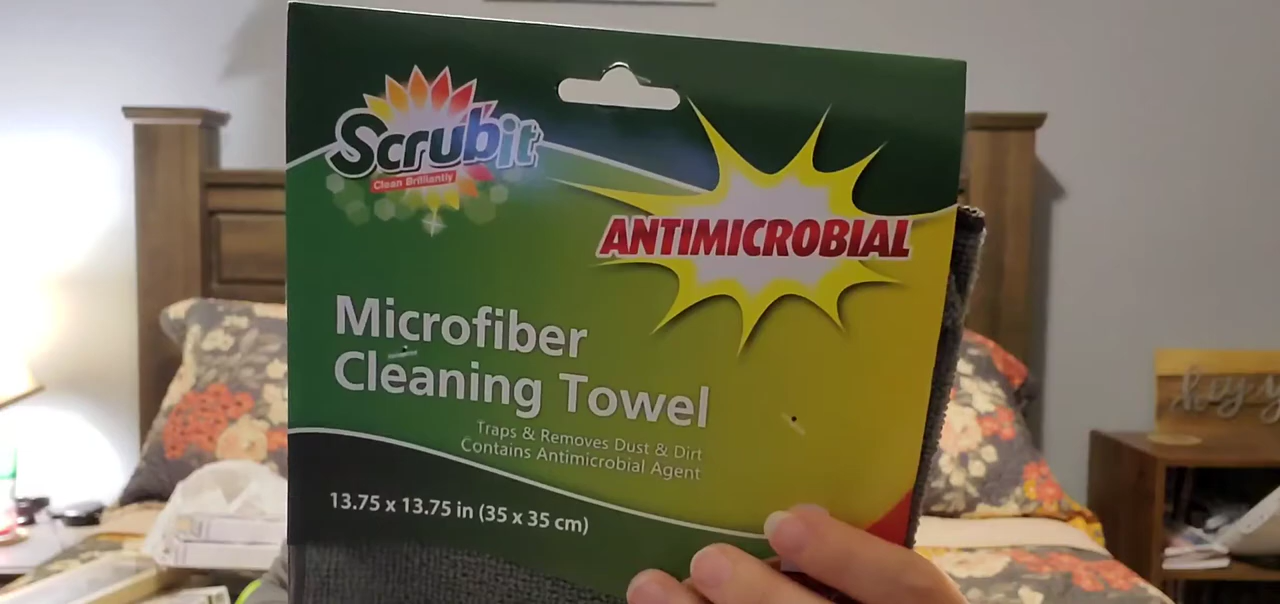 Scrubit
Clean Brilliantly
ANTIMICROBIAL
Microfiber
Cleaning Towel
Traps & Removes Dust & Dirt
Contains Antimicrobial Agent
13.75 x 13.75 in (35 x 35 cm)